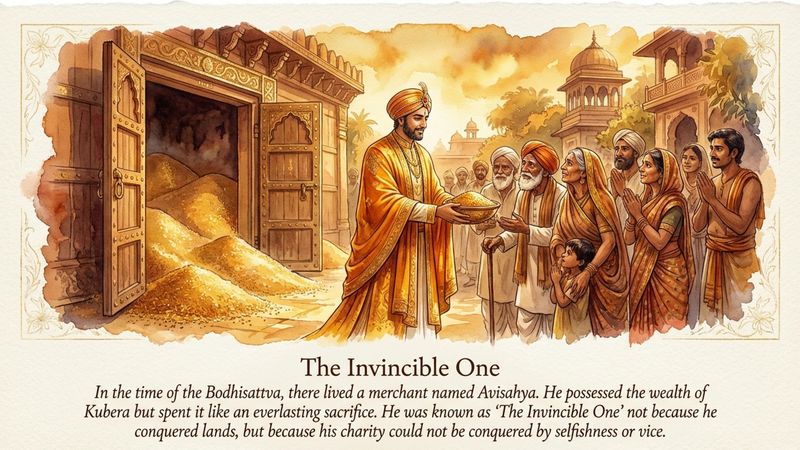 The Invincible One
In the time of the Bodhisattva, there lived a merchant named Avisahya. He possessed the wealth of
Kubera but spent it like an everlasting sacrifice. He was known as ‘The Invincible One’ not because he
conquered lands, but because his charity could not be conquered by selfishness or vice.